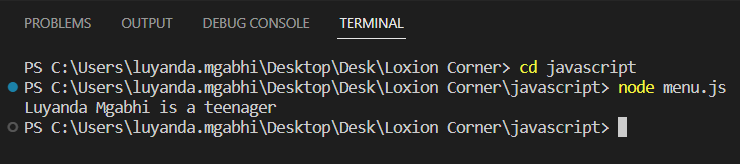 PROBLEMS OUTPUT DEBUG CONSOLE TERMINAL
PS C:\Users\luyanda.mgabhi\Desktop\Desk\Loxion Corner> cd javascript
PS C:\Users\luyanda.mgabhi\Desktop\Desk\Loxion Corner\javascript> node menu.js
Luyanda Mgabhi is a teenager
PS C:\Users\luyanda.mgabhi\Desktop\Desk\Loxion Corner\javascript>